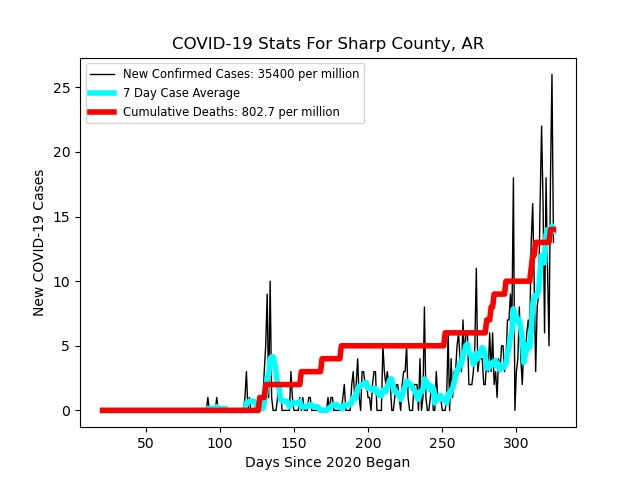 COVID-19 Stats For Sharp County, AR
New Confirmed Cases: 35400 per million
7 Day Case Average
Cumulative Deaths: 802.7 per million
New COVID-19 Cases
25
20
15
10
5
0
50 100 150 200 250 300
Days Since 2020 Began